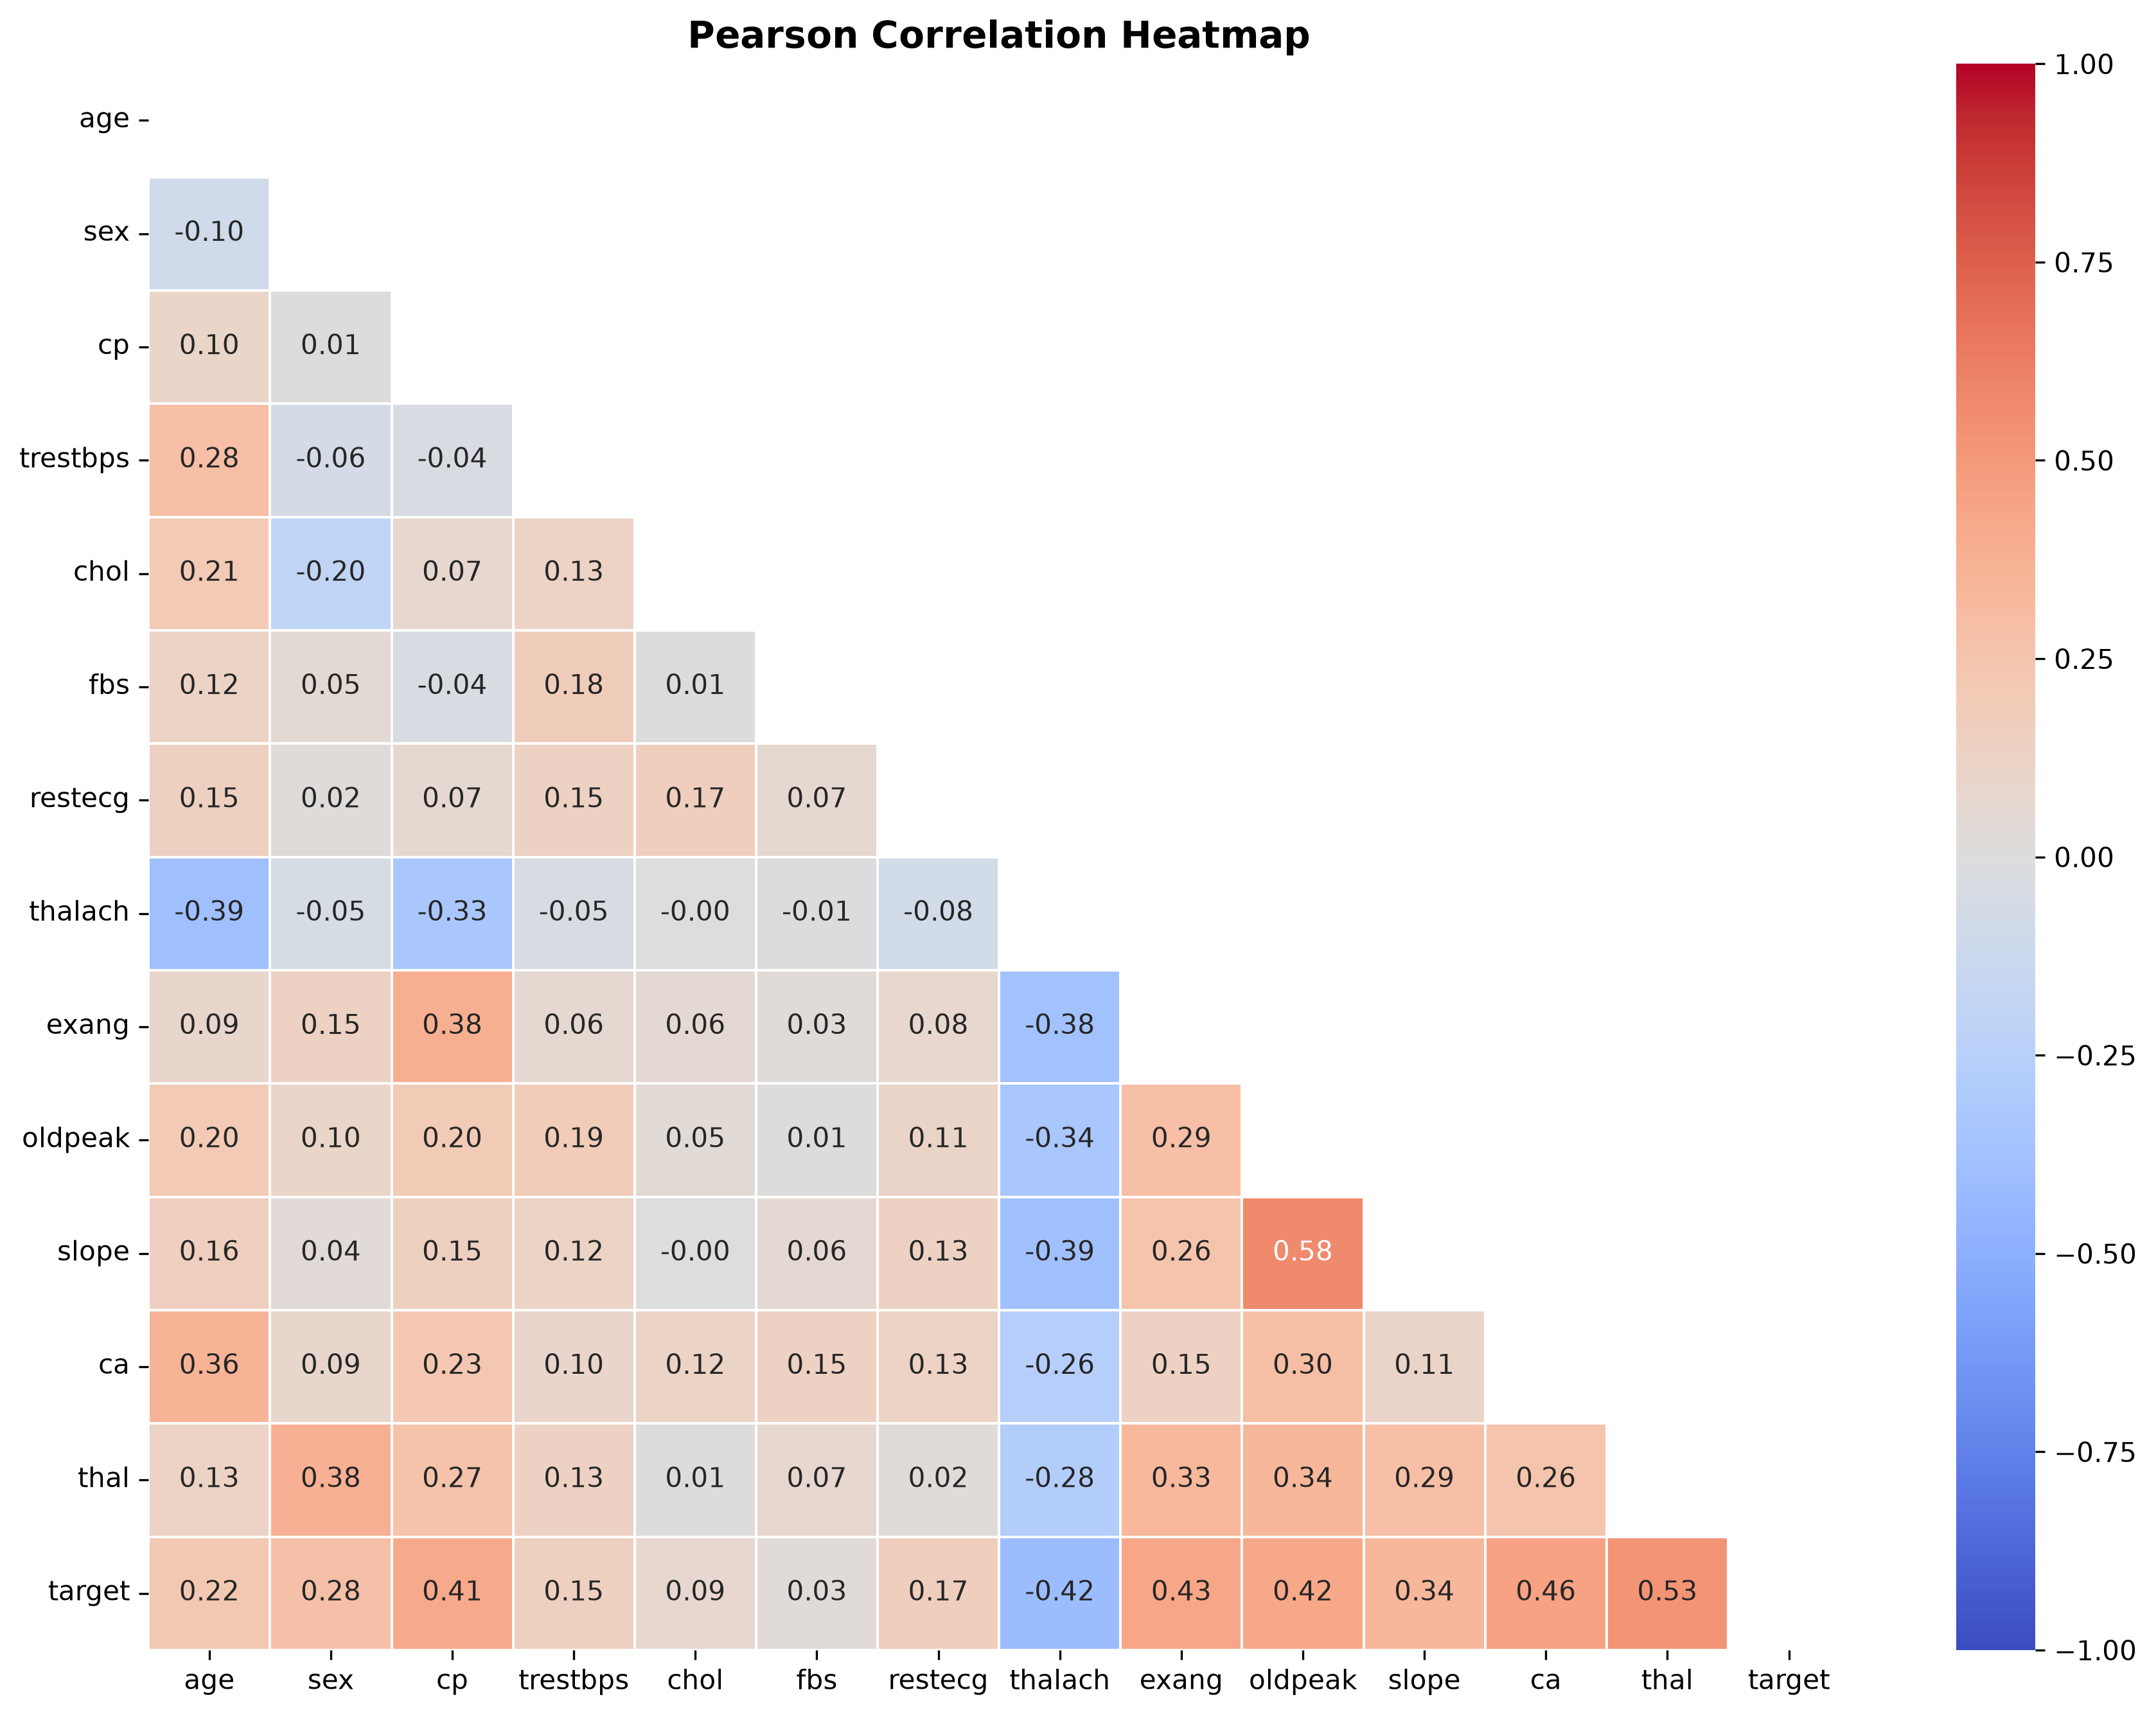 Pearson Correlation Heatmap
age
sex -0.10
cp 0.10 0.01
trestbps 0.28 -0.06 -0.04
chol 0.21 -0.20 0.07 0.13
fbs 0.12 0.05 -0.04 0.18 0.01
restecg 0.15 0.02 0.07 0.15 0.17 0.07
thalach -0.39 -0.05 -0.33 -0.05 -0.00 -0.01 -0.08
exang 0.09 0.15 0.38 0.06 0.06 0.03 0.08 -0.38
oldpeak 0.20 0.10 0.20 0.19 0.05 0.01 0.11 -0.34 0.29
slope 0.16 0.04 0.15 0.12 -0.00 0.06 0.13 -0.39 0.26 0.58
ca 0.36 0.09 0.23 0.10 0.12 0.15 0.13 -0.26 0.15 0.30 0.11
thal 0.13 0.38 0.27 0.13 0.01 0.07 0.02 -0.28 0.33 0.34 0.29 0.26
target 0.22 0.28 0.41 0.15 0.09 0.03 0.17 -0.42 0.43 0.42 0.34 0.46 0.53
age sex cp trestbps chol fbs restecg thalach exang oldpeak slope ca thal target
1.00
0.75
0.50
0.25
0.00
−0.25
−0.50
−0.75
−1.00